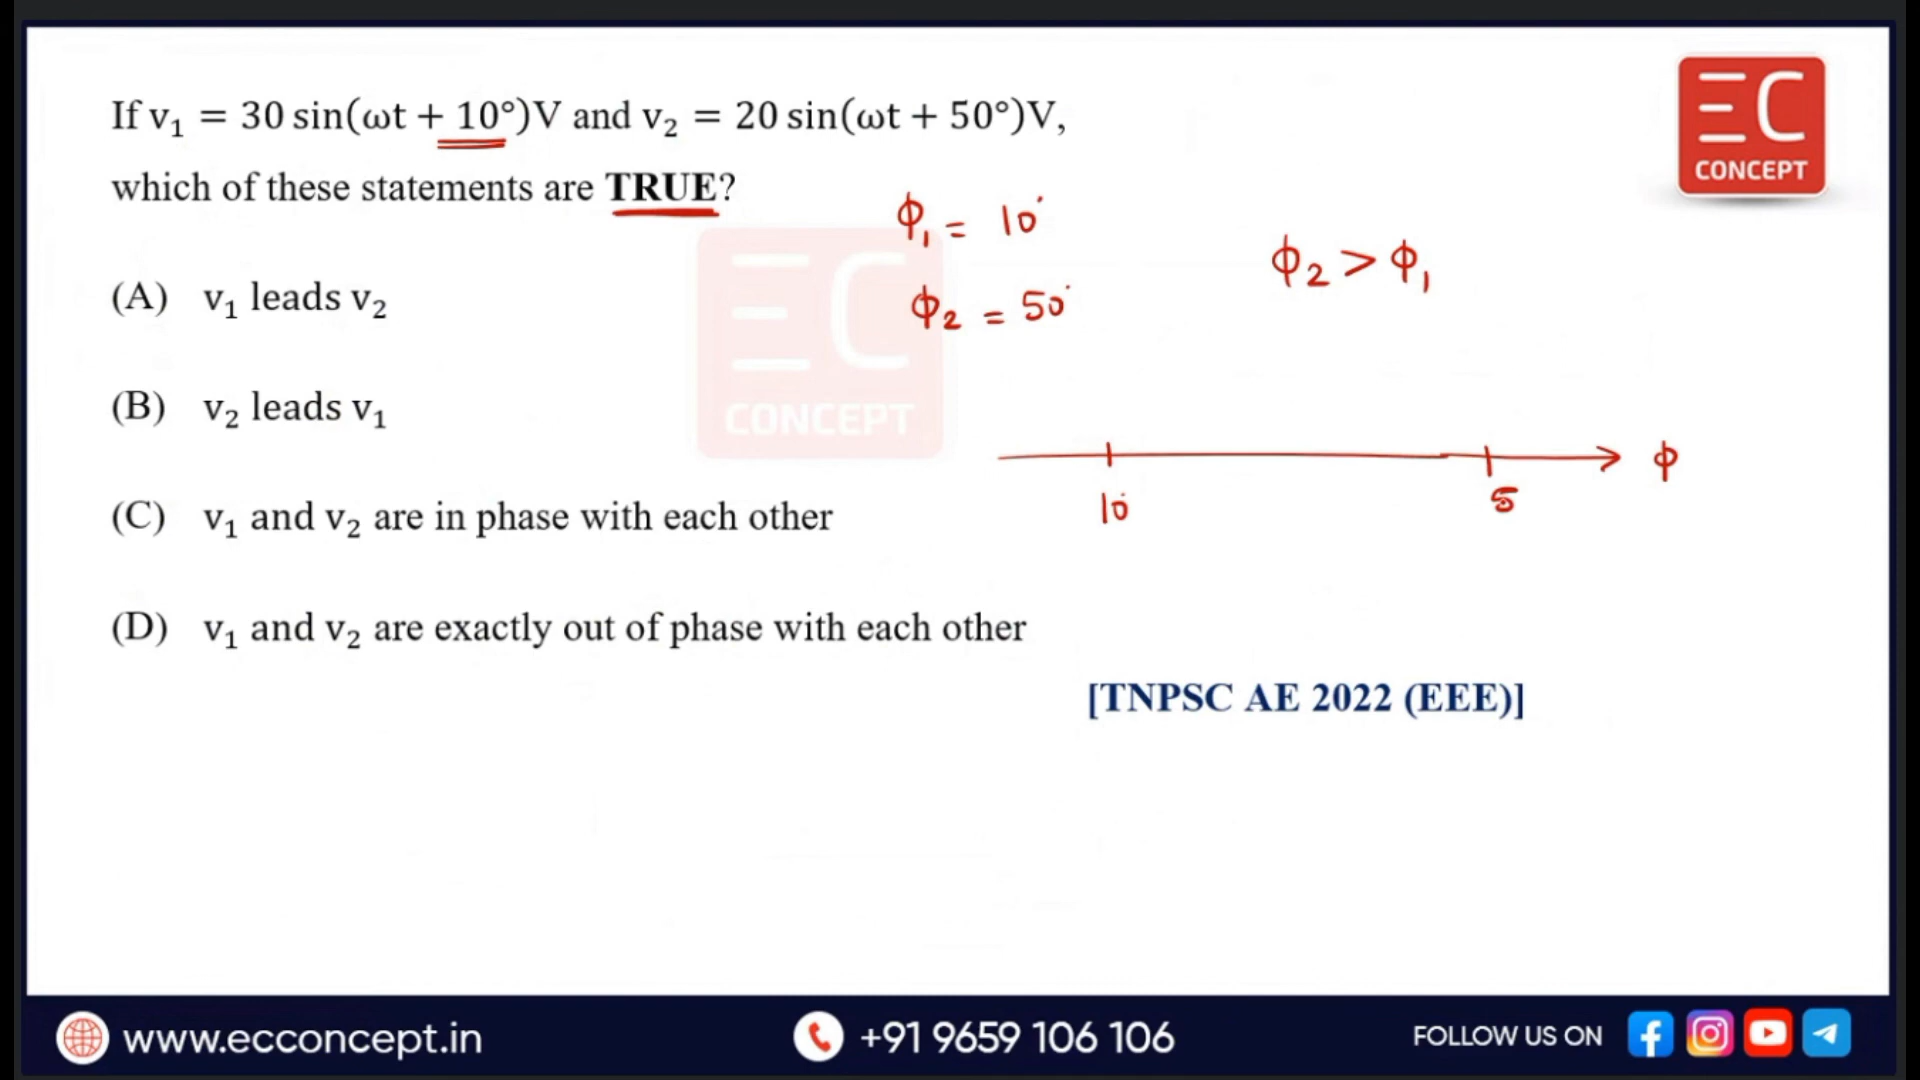 If v₁ = 30 sin(ωt + 10°)V and v₂ = 20 sin(ωt + 50°)V,
which of these statements are TRUE?
ϕ₁ = 10°
ϕ₂ = 50°
ϕ₂ > ϕ₁
(A) v₁ leads v₂
(B) v₂ leads v₁
(C) v₁ and v₂ are in phase with each other
(D) v₁ and v₂ are exactly out of phase with each other
10°
5
ϕ
[TNPSC AE 2022 (EEE)]
EC
CONCEPT
EC
CONCEPT
www.ecconcept.in
+91 9659 106 106
FOLLOW US ON